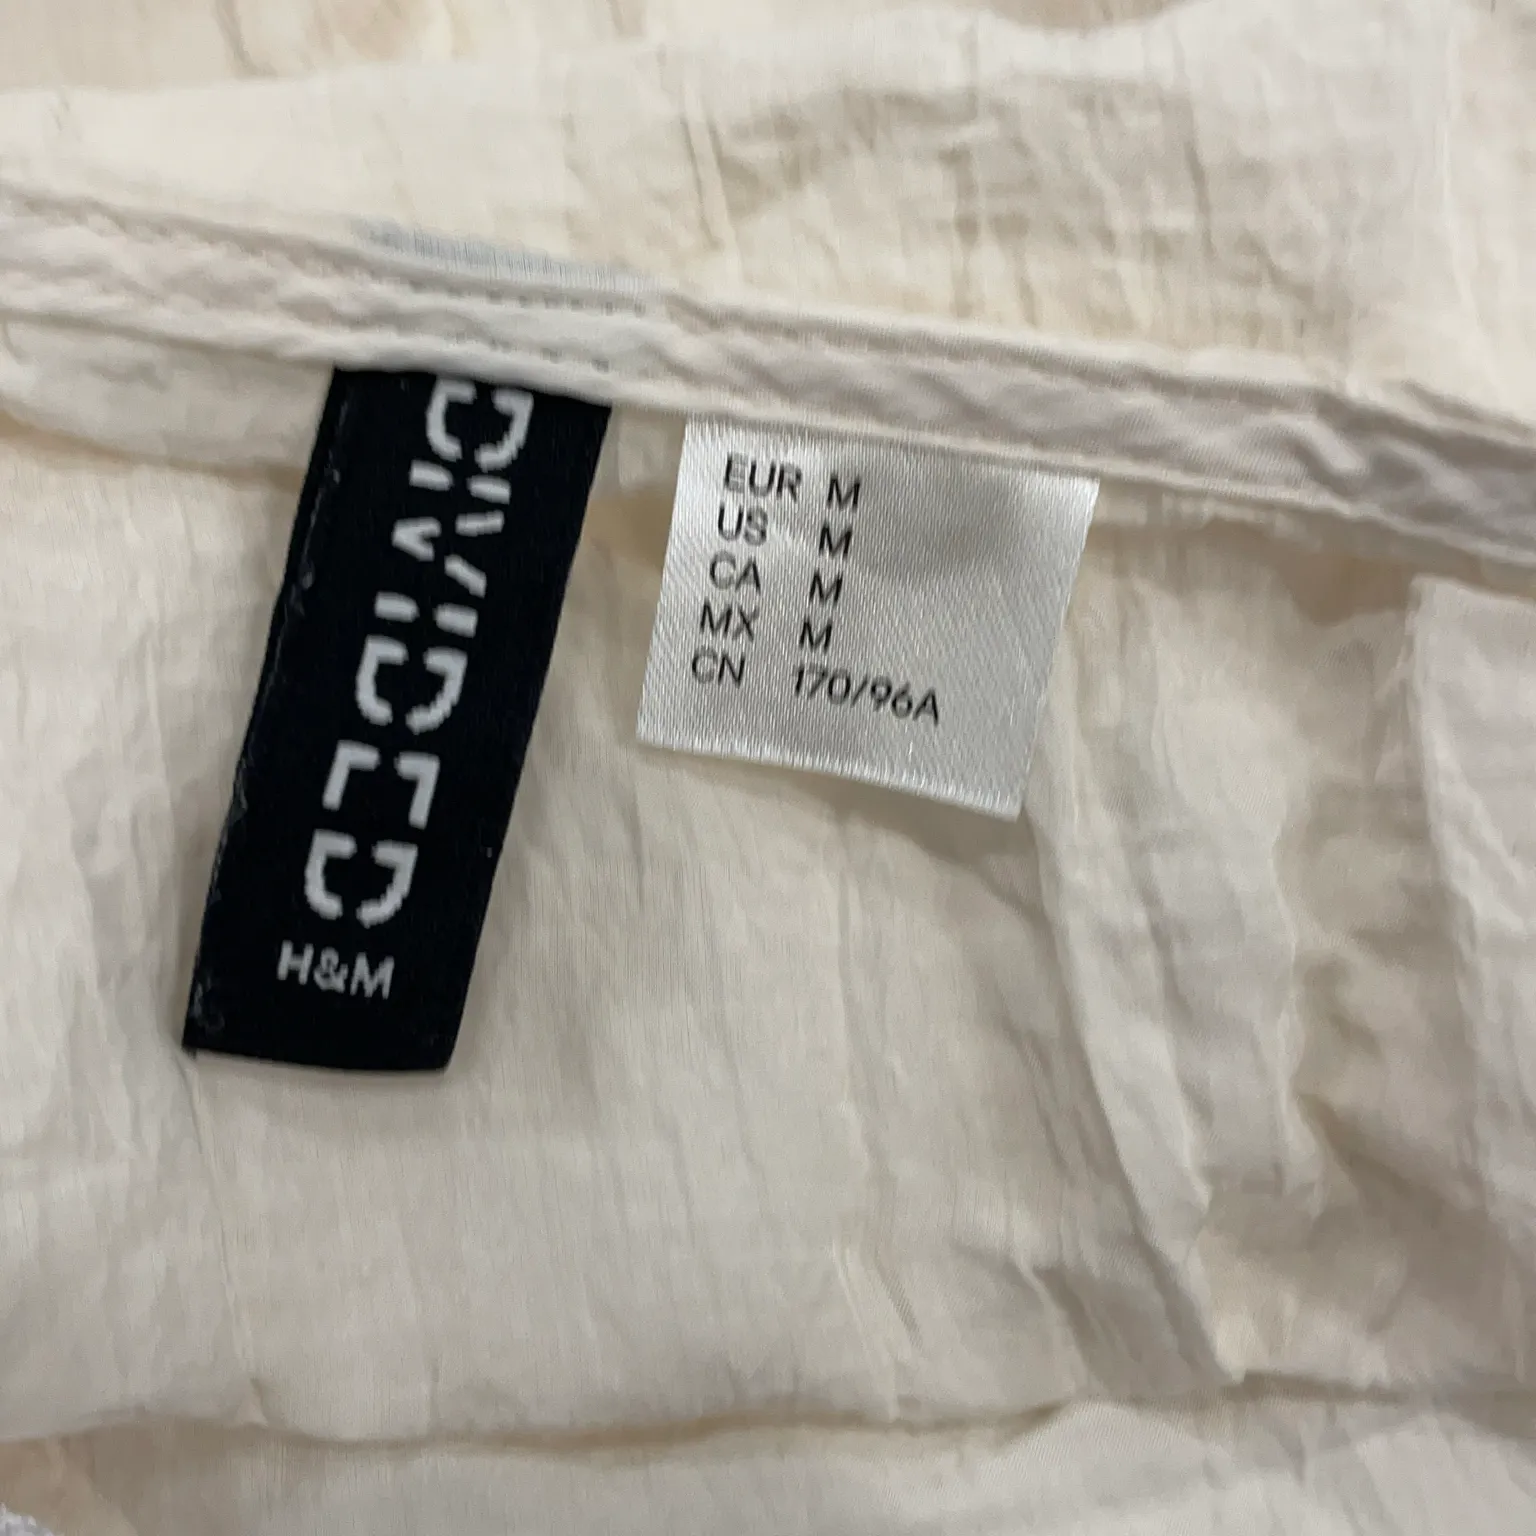 DIVIDED
H&M
EUR M
US M
CA M
MX M
CN 170/96A